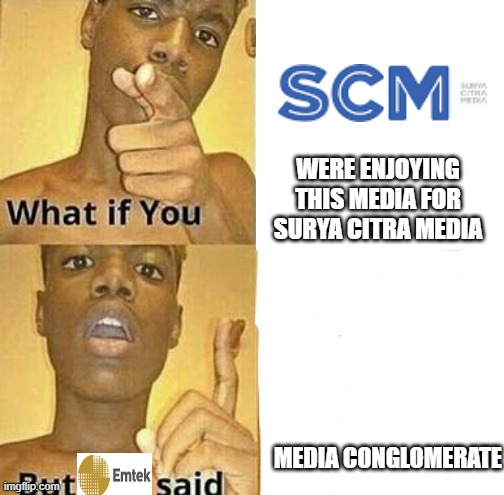 SCM
SURYA
CITRA
MEDIA
WERE ENJOYING
THIS MEDIA FOR
SURYA CITRA MEDIA
What if You
MEDIA CONGLOMERATE
But Emtek said
imgflip.com